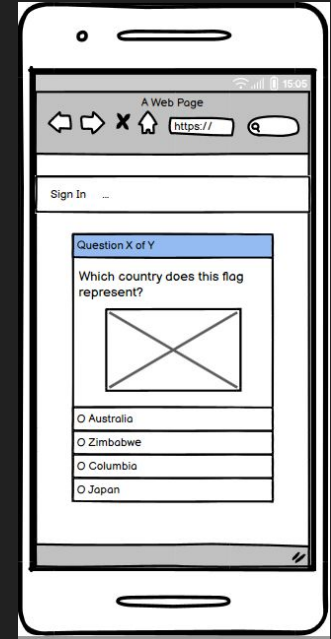 15:05
A Web Page
https://
Sign In ...
Question X of Y
Which country does this flag
represent?
O Australia
O Zimbabwe
O Columbia
O Japan